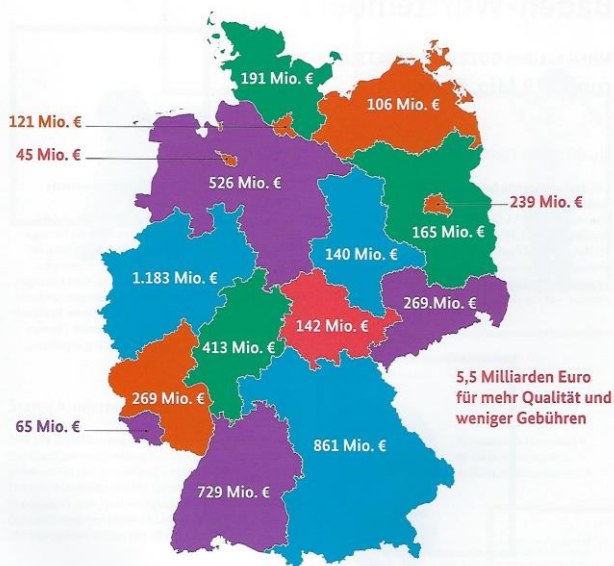 191 Mio. €
106 Mio. €
121 Mio. €
45 Mio. €
526 Mio. €
239 Mio. €
165 Mio. €
140 Mio. €
1.183 Mio. €
269.Mio. €
142 Mio. €
413 Mio. €
5,5 Milliarden Euro
für mehr Qualität und
weniger Gebühren
269 Mio. €
65 Mio. €
861 Mio. €
729 Mio. €